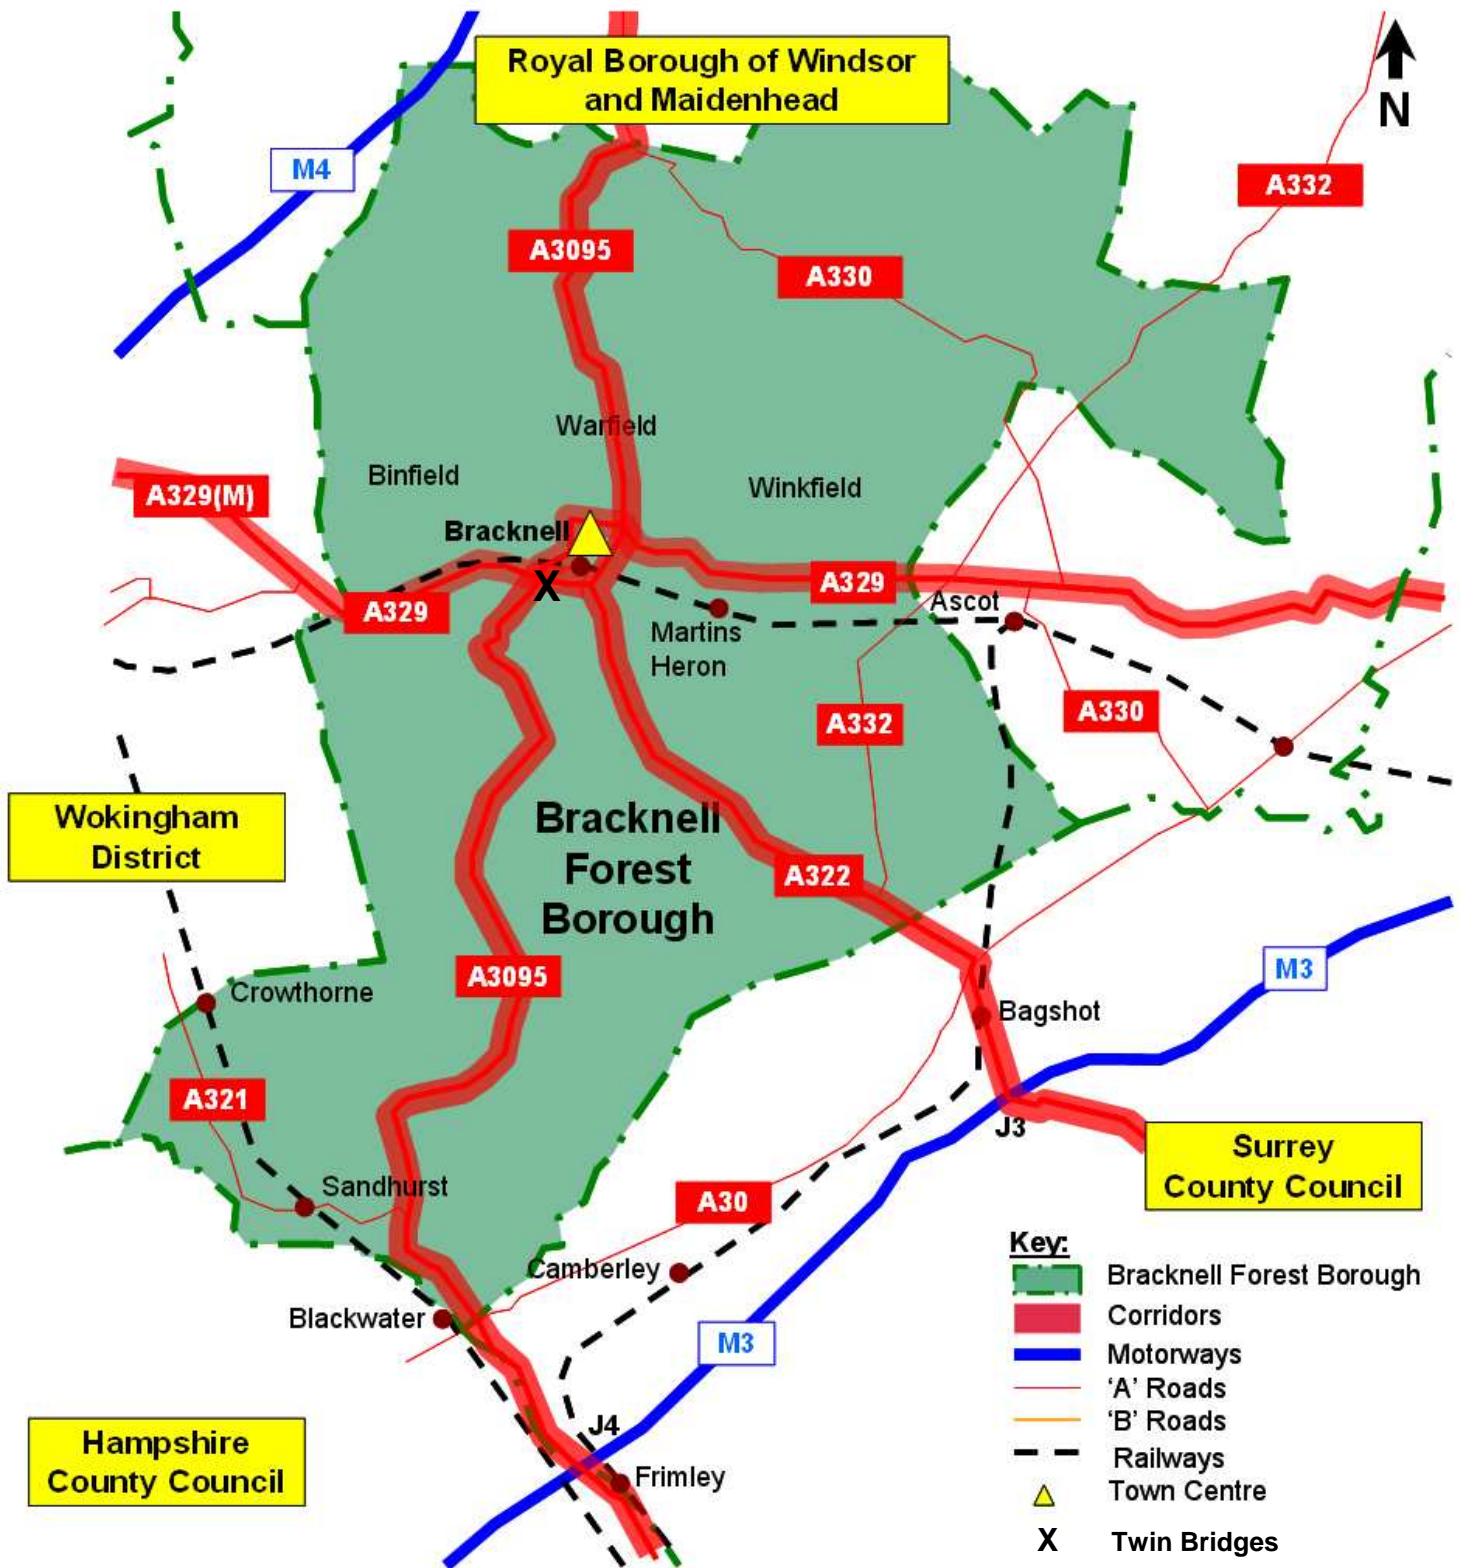 Royal Borough of Windsor
and Maidenhead
N
M4
A332
A3095
A330
Warfield
Binfield
Winkfield
A329(M)
Bracknell
X
A329
A329
Ascot
Martins
Heron
A332
A330
Wokingham
District
Bracknell
Forest
Borough
A322
A3095
M3
Crowthorne
Bagshot
A321
J3
Surrey
County Council
Sandhurst
A30
Camberley
Blackwater
M3
Hampshire
County Council
J4
Frimley
Key:
Bracknell Forest Borough
Corridors
Motorways
‘A’ Roads
‘B’ Roads
Railways
Town Centre
X Twin Bridges